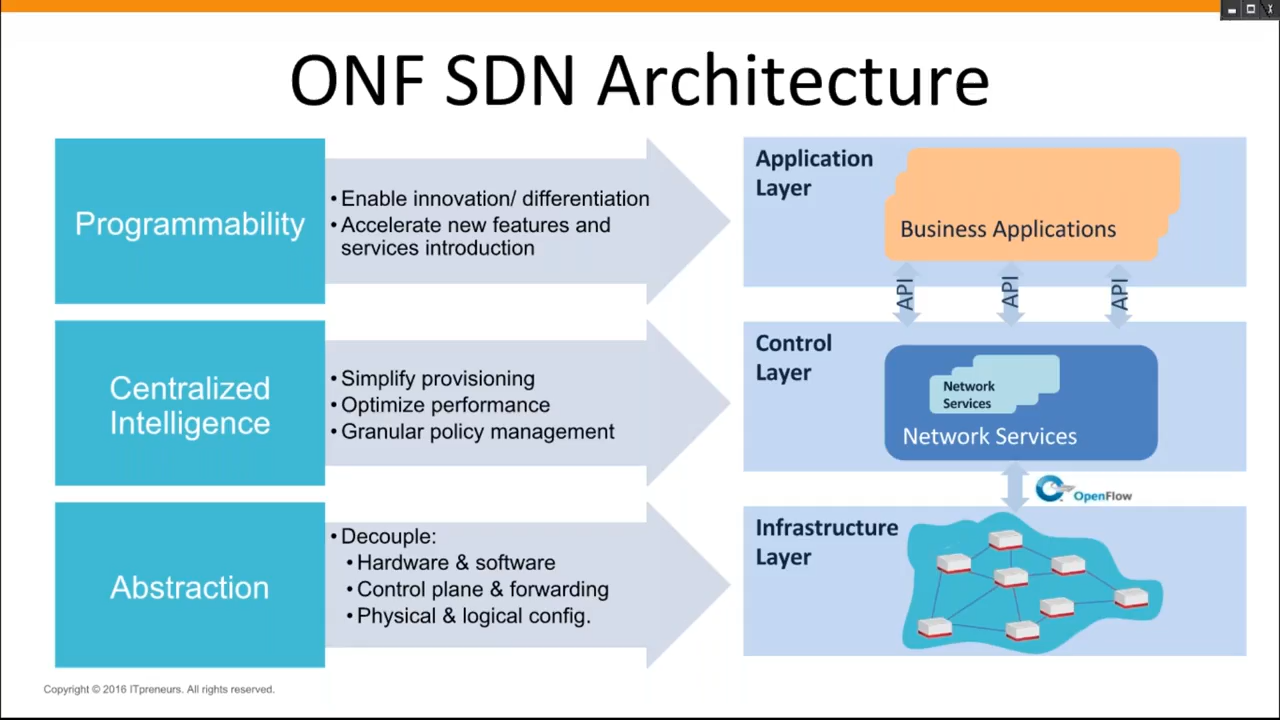 ONF SDN Architecture
Programmability
• Enable innovation/ differentiation
• Accelerate new features and
services introduction
Application
Layer
Business Applications
API
API
API
Centralized
Intelligence
• Simplify provisioning
• Optimize performance
• Granular policy management
Control
Layer
Network
Services
Network Services
OpenFlow
Abstraction
• Decouple:
• Hardware & software
• Control plane & forwarding
• Physical & logical config.
Infrastructure
Layer
Copyright © 2016 ITpreneurs. All rights reserved.